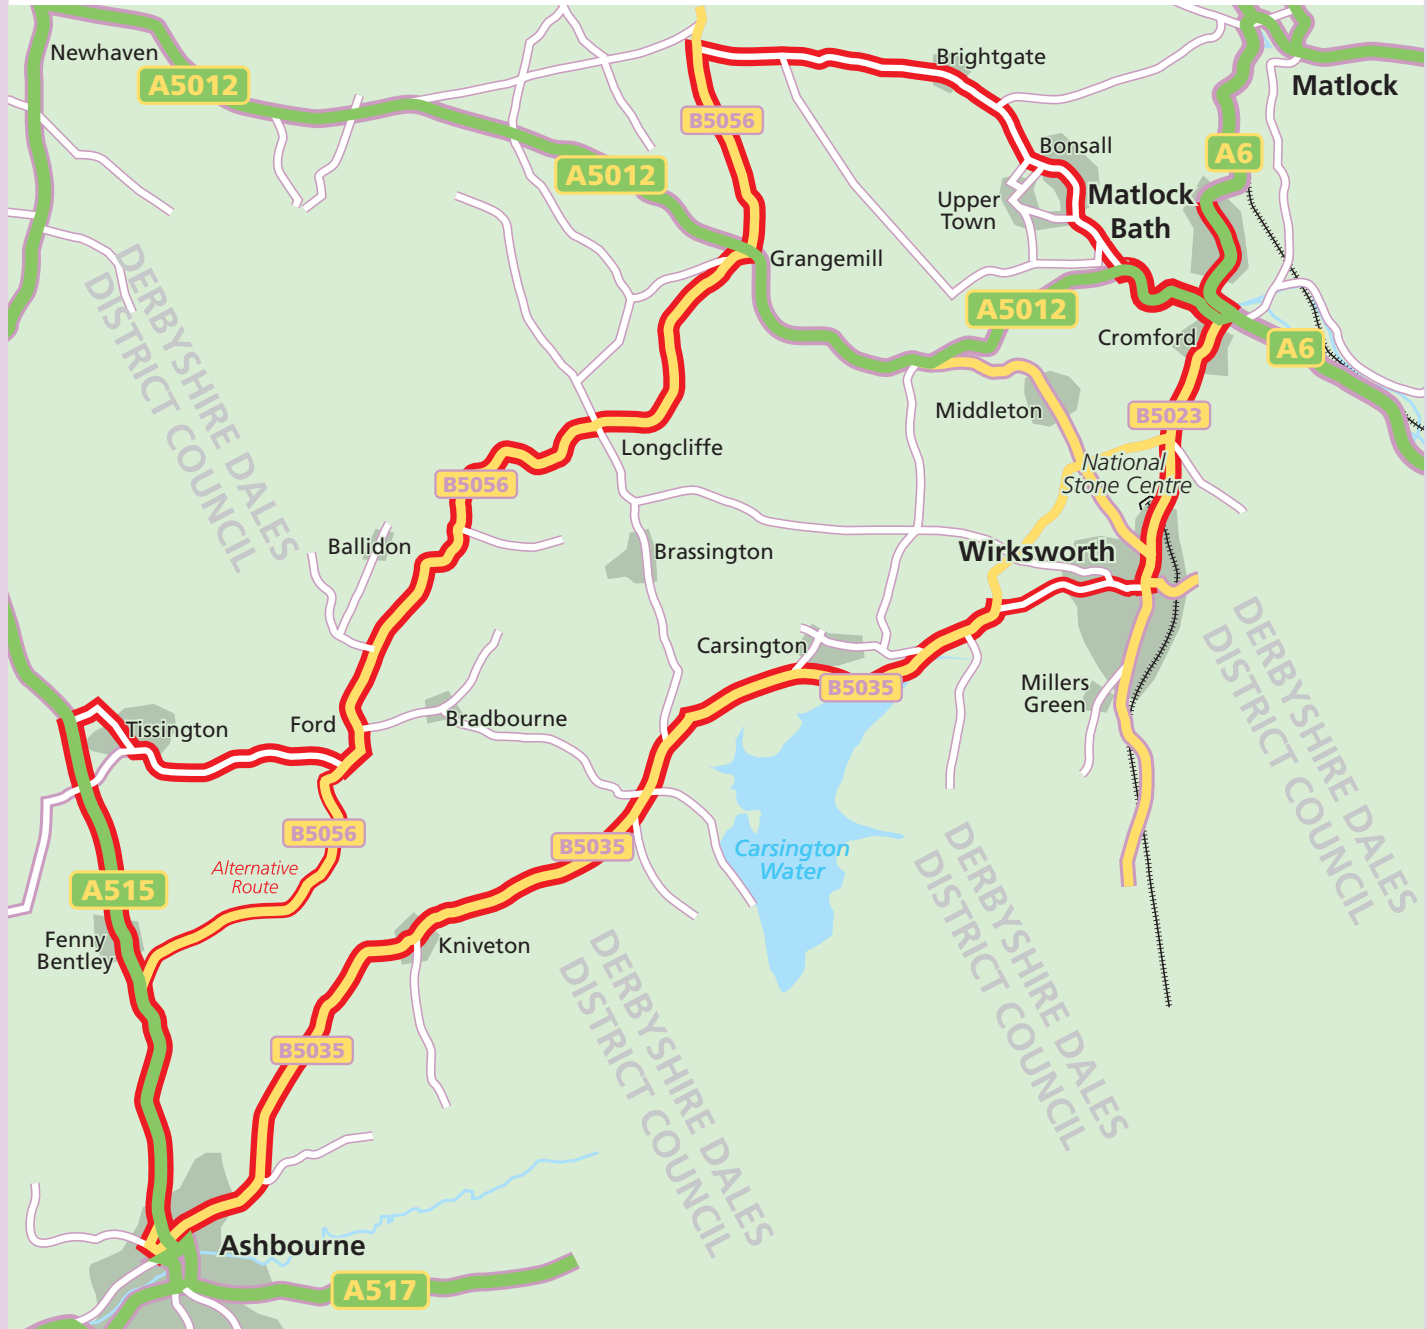 Newhaven
A5012
Brightgate
Matlock
B5056
Bonsall
A6
A5012
Upper
Town
Matlock
Bath
Grangemill
A5012
Cromford
A6
DERBYSHIRE DALES
DISTRICT COUNCIL
Middleton
B5023
Longcliffe
National
Stone Centre
B5056
Ballidon
Brassington
Wirksworth
Carsington
B5035
Millers
Green
DERBYSHIRE DALES
DISTRICT COUNCIL
Tissington
Ford
Bradbourne
B5056
B5035
Carsington
Water
Alternative
Route
A515
Fenny
Bentley
Kniveton
DERBYSHIRE DALES
DISTRICT COUNCIL
DERBYSHIRE DALES
DISTRICT COUNCIL
B5035
Ashbourne
A517